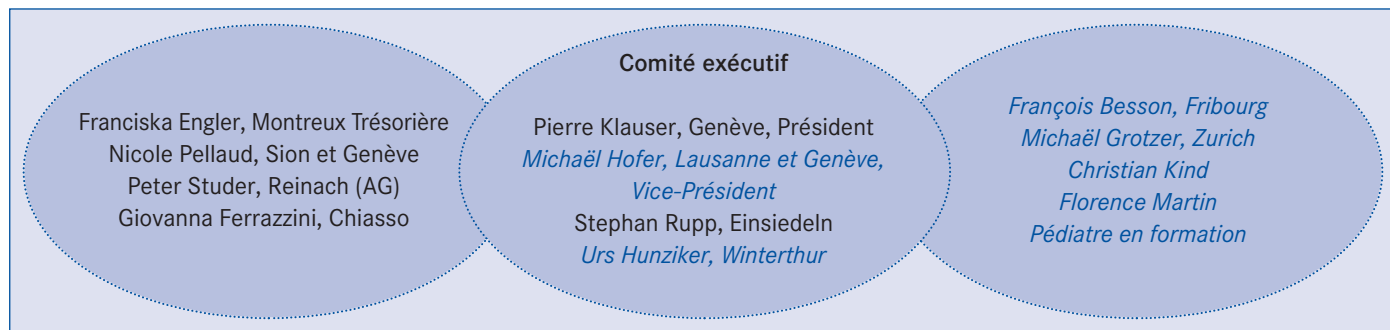 Franciska Engler, Montreux Trésorière
Nicole Pellaud, Sion et Genève
Peter Studer, Reinach (AG)
Giovanna Ferrazzini, Chiasso
Comité exécutif
Pierre Klauser, Genève, Président
Michaël Hofer, Lausanne et Genève,
Vice-Président
Stephan Rupp, Einsiedeln
Urs Hunziker, Winterthur
François Besson, Fribourg
Michaël Grotzer, Zurich
Christian Kind
Florence Martin
Pédiatre en formation